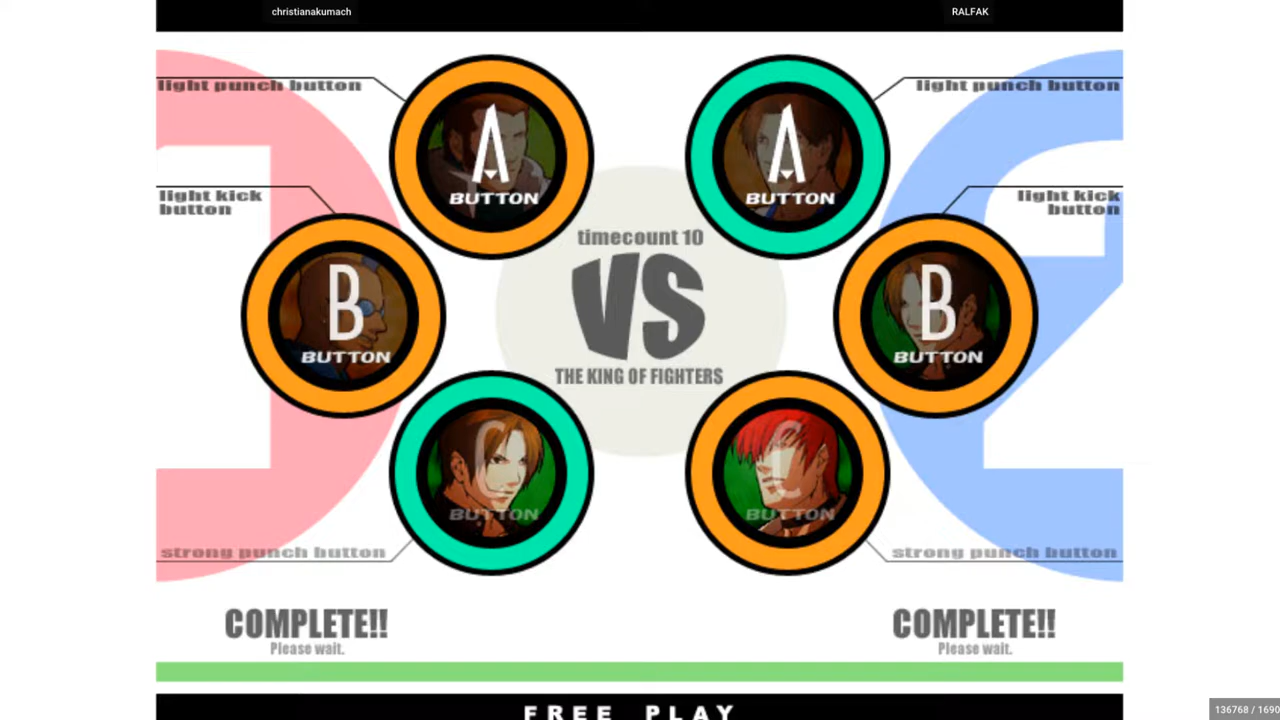 christianakumach
RALFAK
light punch button
light punch button
A
BUTTON
A
BUTTON
light kick
button
light kick
button
timecount 10
VS
THE KING OF FIGHTERS
B
BUTTON
B
BUTTON
C
BUTTON
C
BUTTON
strong punch button
strong punch button
COMPLETE!!
Please wait.
COMPLETE!!
Please wait.
FREE PLAY
136768 / 1690